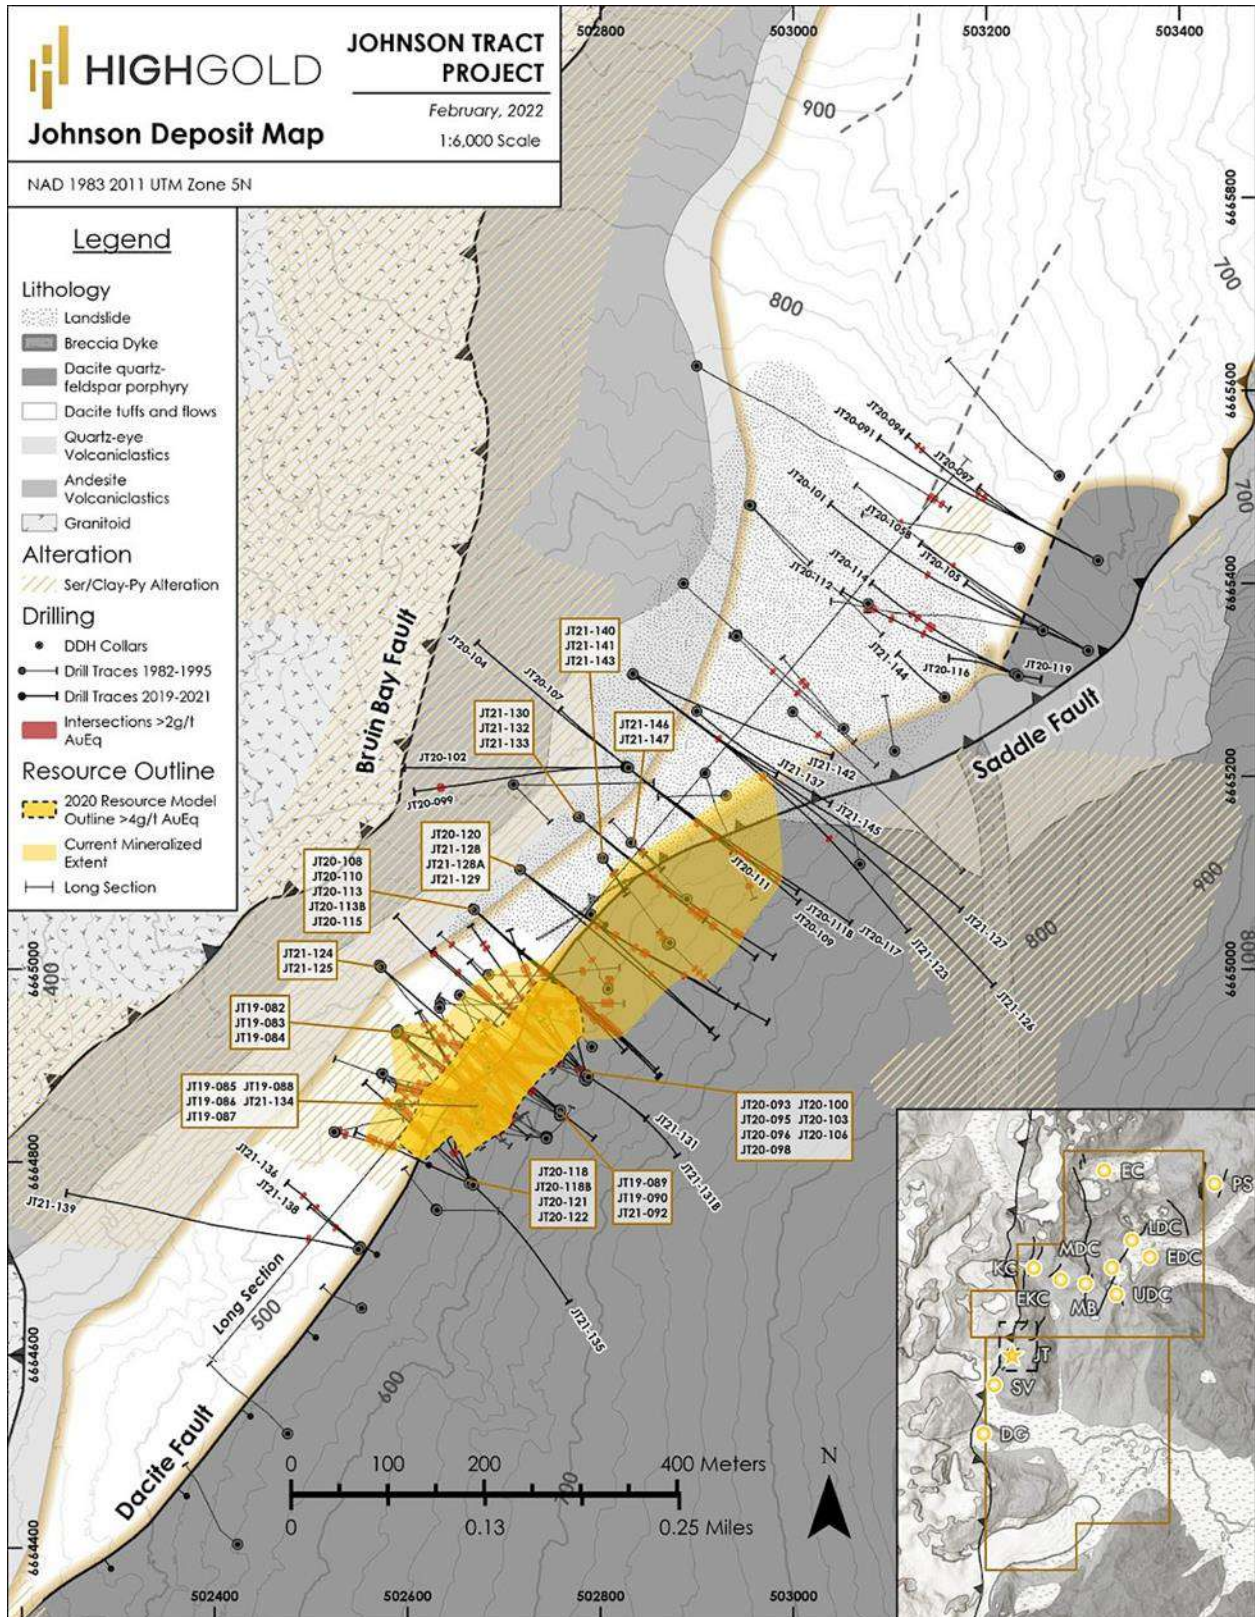 HIGHGOLD
JOHNSON TRACT
PROJECT
February, 2022
1:6,000 Scale
Johnson Deposit Map
NAD 1983 2011 UTM Zone 5N
Legend
Lithology
Landslide
Breccia Dyke
Dacite quartz-
feldspar porphyry
Dacite tuffs and flows
Quartz-eye
Volcaniclastics
Andesite
Volcaniclastics
Granitoid
Alteration
Ser/Clay-Py Alteration
Drilling
DDH Collars
Drill Traces 1982-1995
Drill Traces 2019-2021
Intersections >2g/t
AuEq
Resource Outline
2020 Resource Model
Outline >4g/t AuEq
Current Mineralized
Extent
Long Section
502800
503000
503200
503400
6665800
6665600
6665400
6665200
6665000
900
800
700
700
900
800
800
JT20-094
JT20-091
JT20-097
JT20-101
JT20-105B
JT20-105
JT20-114
JT20-112
JT21-144
JT20-116
JT20-119
Saddle Fault
Bruin Bay Fault
JT20-104
JT20-107
JT20-102
JT20-099
JT21-140
JT21-141
JT21-143
JT21-130
JT21-132
JT21-133
JT21-146
JT21-147
JT21-142
JT21-137
JT21-145
JT20-120
JT21-128
JT21-128A
JT21-129
JT20-108
JT20-110
JT20-113
JT20-113B
JT20-115
JT20-111
JT20-111B
JT20-109
JT20-117
JT21-123
JT21-127
JT21-126
JT21-124
JT21-125
JT19-082
JT19-083
JT19-084
JT19-085 JT19-088
JT19-086 JT21-134
JT19-087
JT20-093 JT20-100
JT20-095 JT20-103
JT20-096 JT20-106
JT20-098
JT21-131
JT21-131B
JT20-118
JT20-118B
JT20-121
JT20-122
JT19-089
JT19-090
JT21-092
JT21-136
JT21-138
JT21-139
JT21-135
Long Section
Dacite Fault
400
500
600
700
6665000
6664800
6664600
6664400
0 100 200 400 Meters
0 0.13 0.25 Miles
N
502400
502600
502800
503000
EC
PS
LDC
MDC
EDC
KC
EKC
MB
UDC
JT
SV
DG